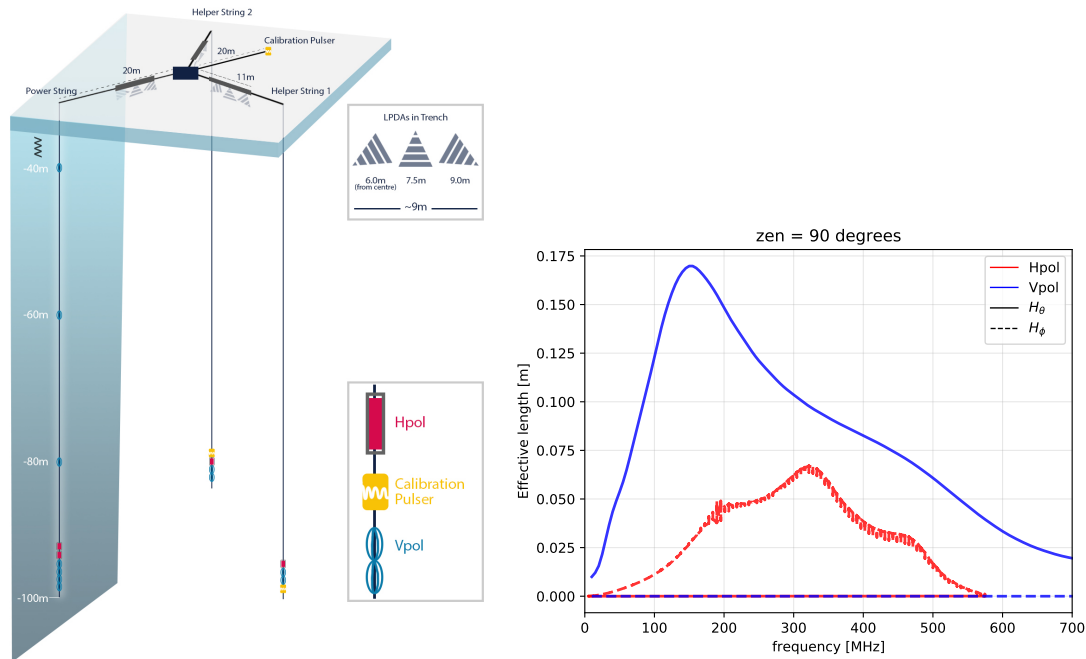 Helper String 2
Calibration Pulser
20m
20m
11m
Power String
Helper String 1
-40m
-60m
-80m
-100m
LPDAs in Trench
6.0m
(from centre)
7.5m
9.0m
~9m
Hpol
Calibration
Pulser
Vpol
zen = 90 degrees
Effective length [m]
0.175
0.150
0.125
0.100
0.075
0.050
0.025
0.000
Hpol
Vpol
Hθ
Hϕ
0 100 200 300 400 500 600 700
frequency [MHz]